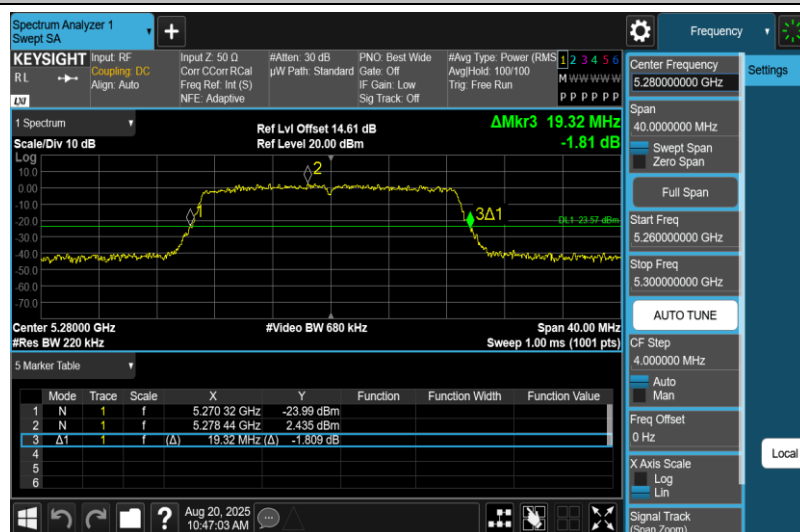 Spectrum Analyzer 1
Swept SA
+
Frequency
KEYSIGHT
RL
LXI
Input: RF
Coupling: DC
Align: Auto
Input Z: 50 Ω
Corr CCorr RCal
Freq Ref: Int (S)
NFE: Adaptive
#Atten: 30 dB
µW Path: Standard
PNO: Best Wide
Gate: Off
IF Gain: Low
Sig Track: Off
#Avg Type: Power (RMS
Avg|Hold: 100/100
Trig: Free Run
1 2 3 4 5 6
M W W W W W
P P P P P P
Center Frequency
5.280000000 GHz
Settings
Span
40.0000000 MHz
Swept Span
Zero Span
Full Span
Start Freq
5.260000000 GHz
Stop Freq
5.300000000 GHz
AUTO TUNE
CF Step
4.000000 MHz
Auto
Man
Freq Offset
0 Hz
X Axis Scale
Log
Lin
Signal Track
(Span Zoom)
Local
1 Spectrum
Scale/Div 10 dB
Log
Ref Lvl Offset 14.61 dB
Ref Level 20.00 dBm
ΔMkr3 19.32 MHz
-1.81 dB
10.0
0.00
-10.0
-20.0
-30.0
-40.0
-50.0
-60.0
-70.0
1
2
3Δ1
DL1 -23.57 dBm
Center 5.28000 GHz
#Res BW 220 kHz
#Video BW 680 kHz
Span 40.00 MHz
Sweep 1.00 ms (1001 pts)
5 Marker Table
Mode Trace Scale X Y Function Function Width Function Value
1 N 1 f 5.270 32 GHz -23.99 dBm
2 N 1 f 5.278 44 GHz 2.435 dBm
3 Δ1 1 f (Δ) 19.32 MHz (Δ) -1.809 dB
4
5
6
?
Aug 20, 2025
10:47:03 AM